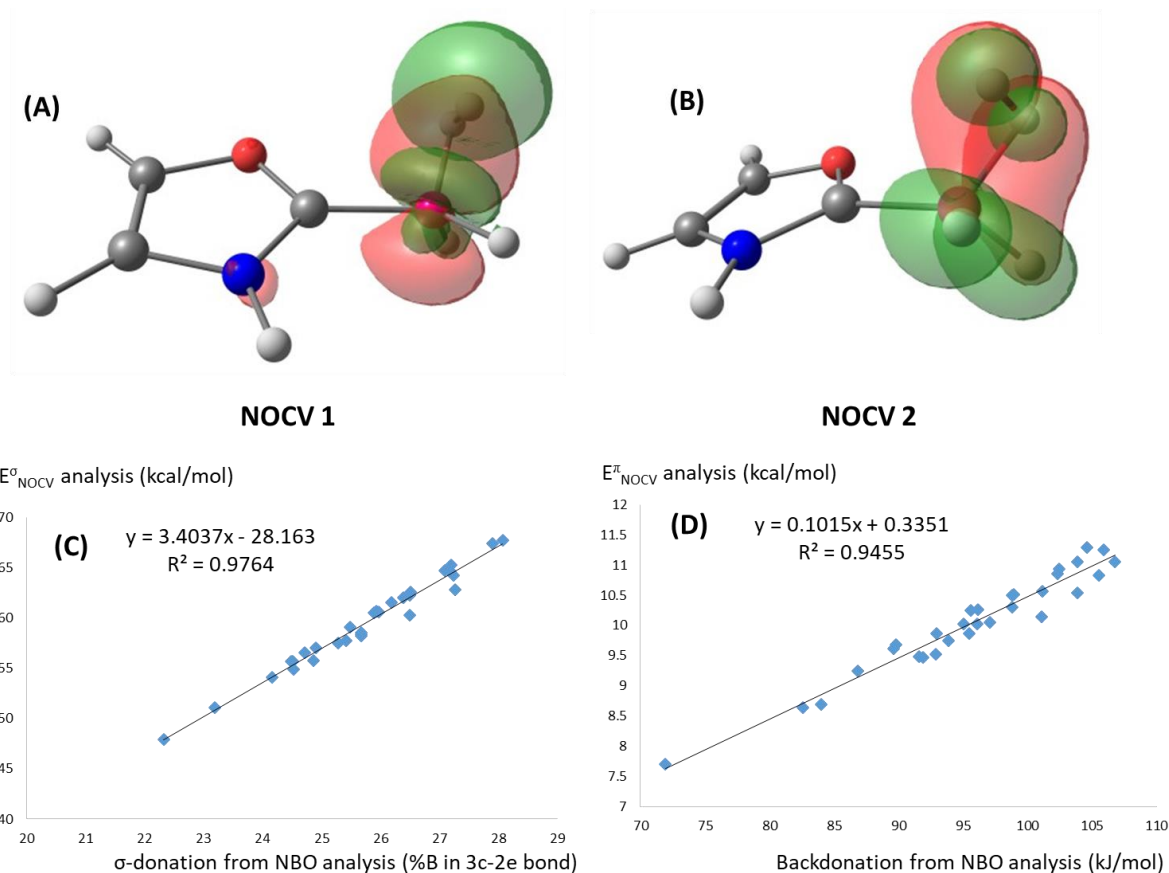 (A)
(B)
NOCV 1
NOCV 2
EσNOCV analysis (kcal/mol)
EπNOCV analysis (kcal/mol)
(C)
y = 3.4037x - 28.163
R² = 0.9764
70
65
60
55
50
45
40
20 21 22 23 24 25 26 27 28 29
σ-donation from NBO analysis (%B in 3c-2e bond)
(D)
y = 0.1015x + 0.3351
R² = 0.9455
12
11.5
11
10.5
10
9.5
9
8.5
8
7.5
7
70 75 80 85 90 95 100 105 110
Backdonation from NBO analysis (kJ/mol)